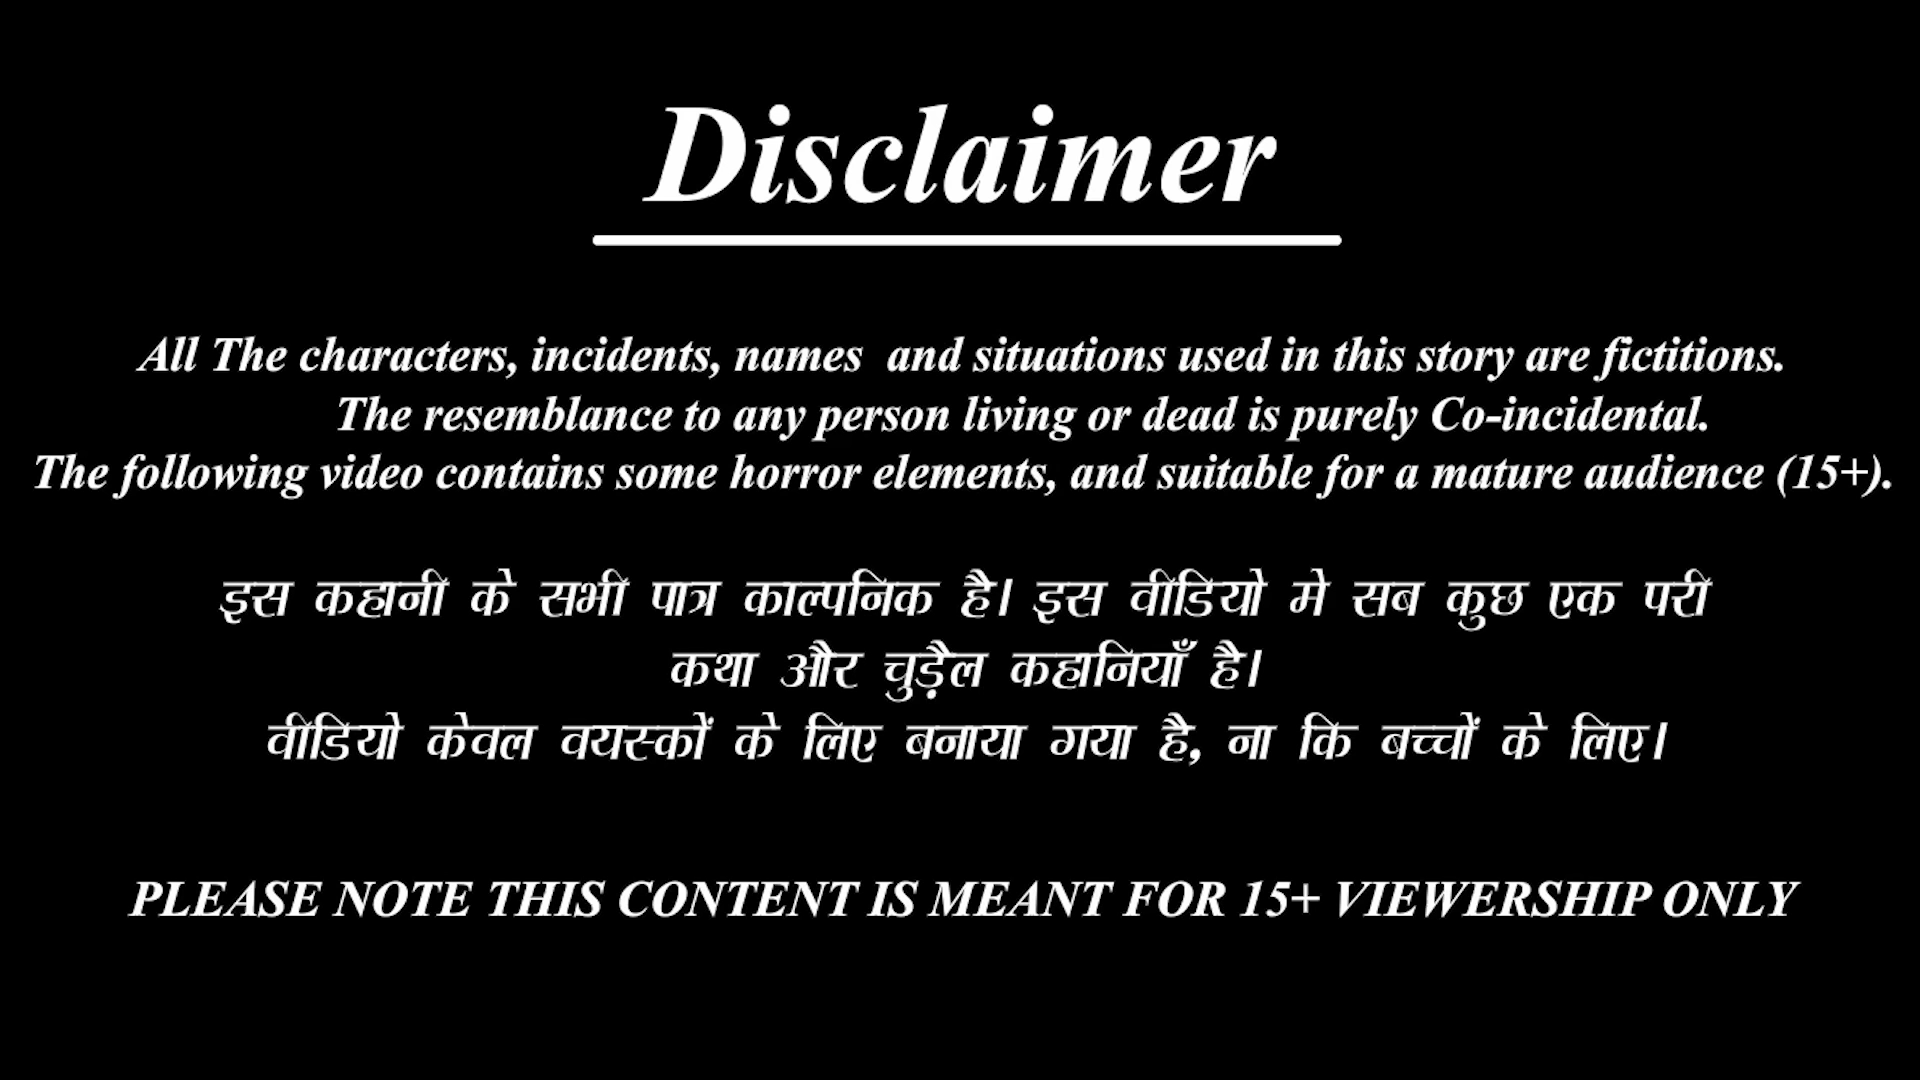 Disclaimer
All The characters, incidents, names and situations used in this story are fictitions.
The resemblance to any person living or dead is purely Co-incidental.
The following video contains some horror elements, and suitable for a mature audience (15+).
इस कहानी के सभी पात्र काल्पनिक है। इस वीडियो मे सब कुछ एक परी
कथा और चुड़ैल कहानियाँ है।
वीडियो केवल वयस्कों के लिए बनाया गया है, ना कि बच्चों के लिए।
PLEASE NOTE THIS CONTENT IS MEANT FOR 15+ VIEWERSHIP ONLY